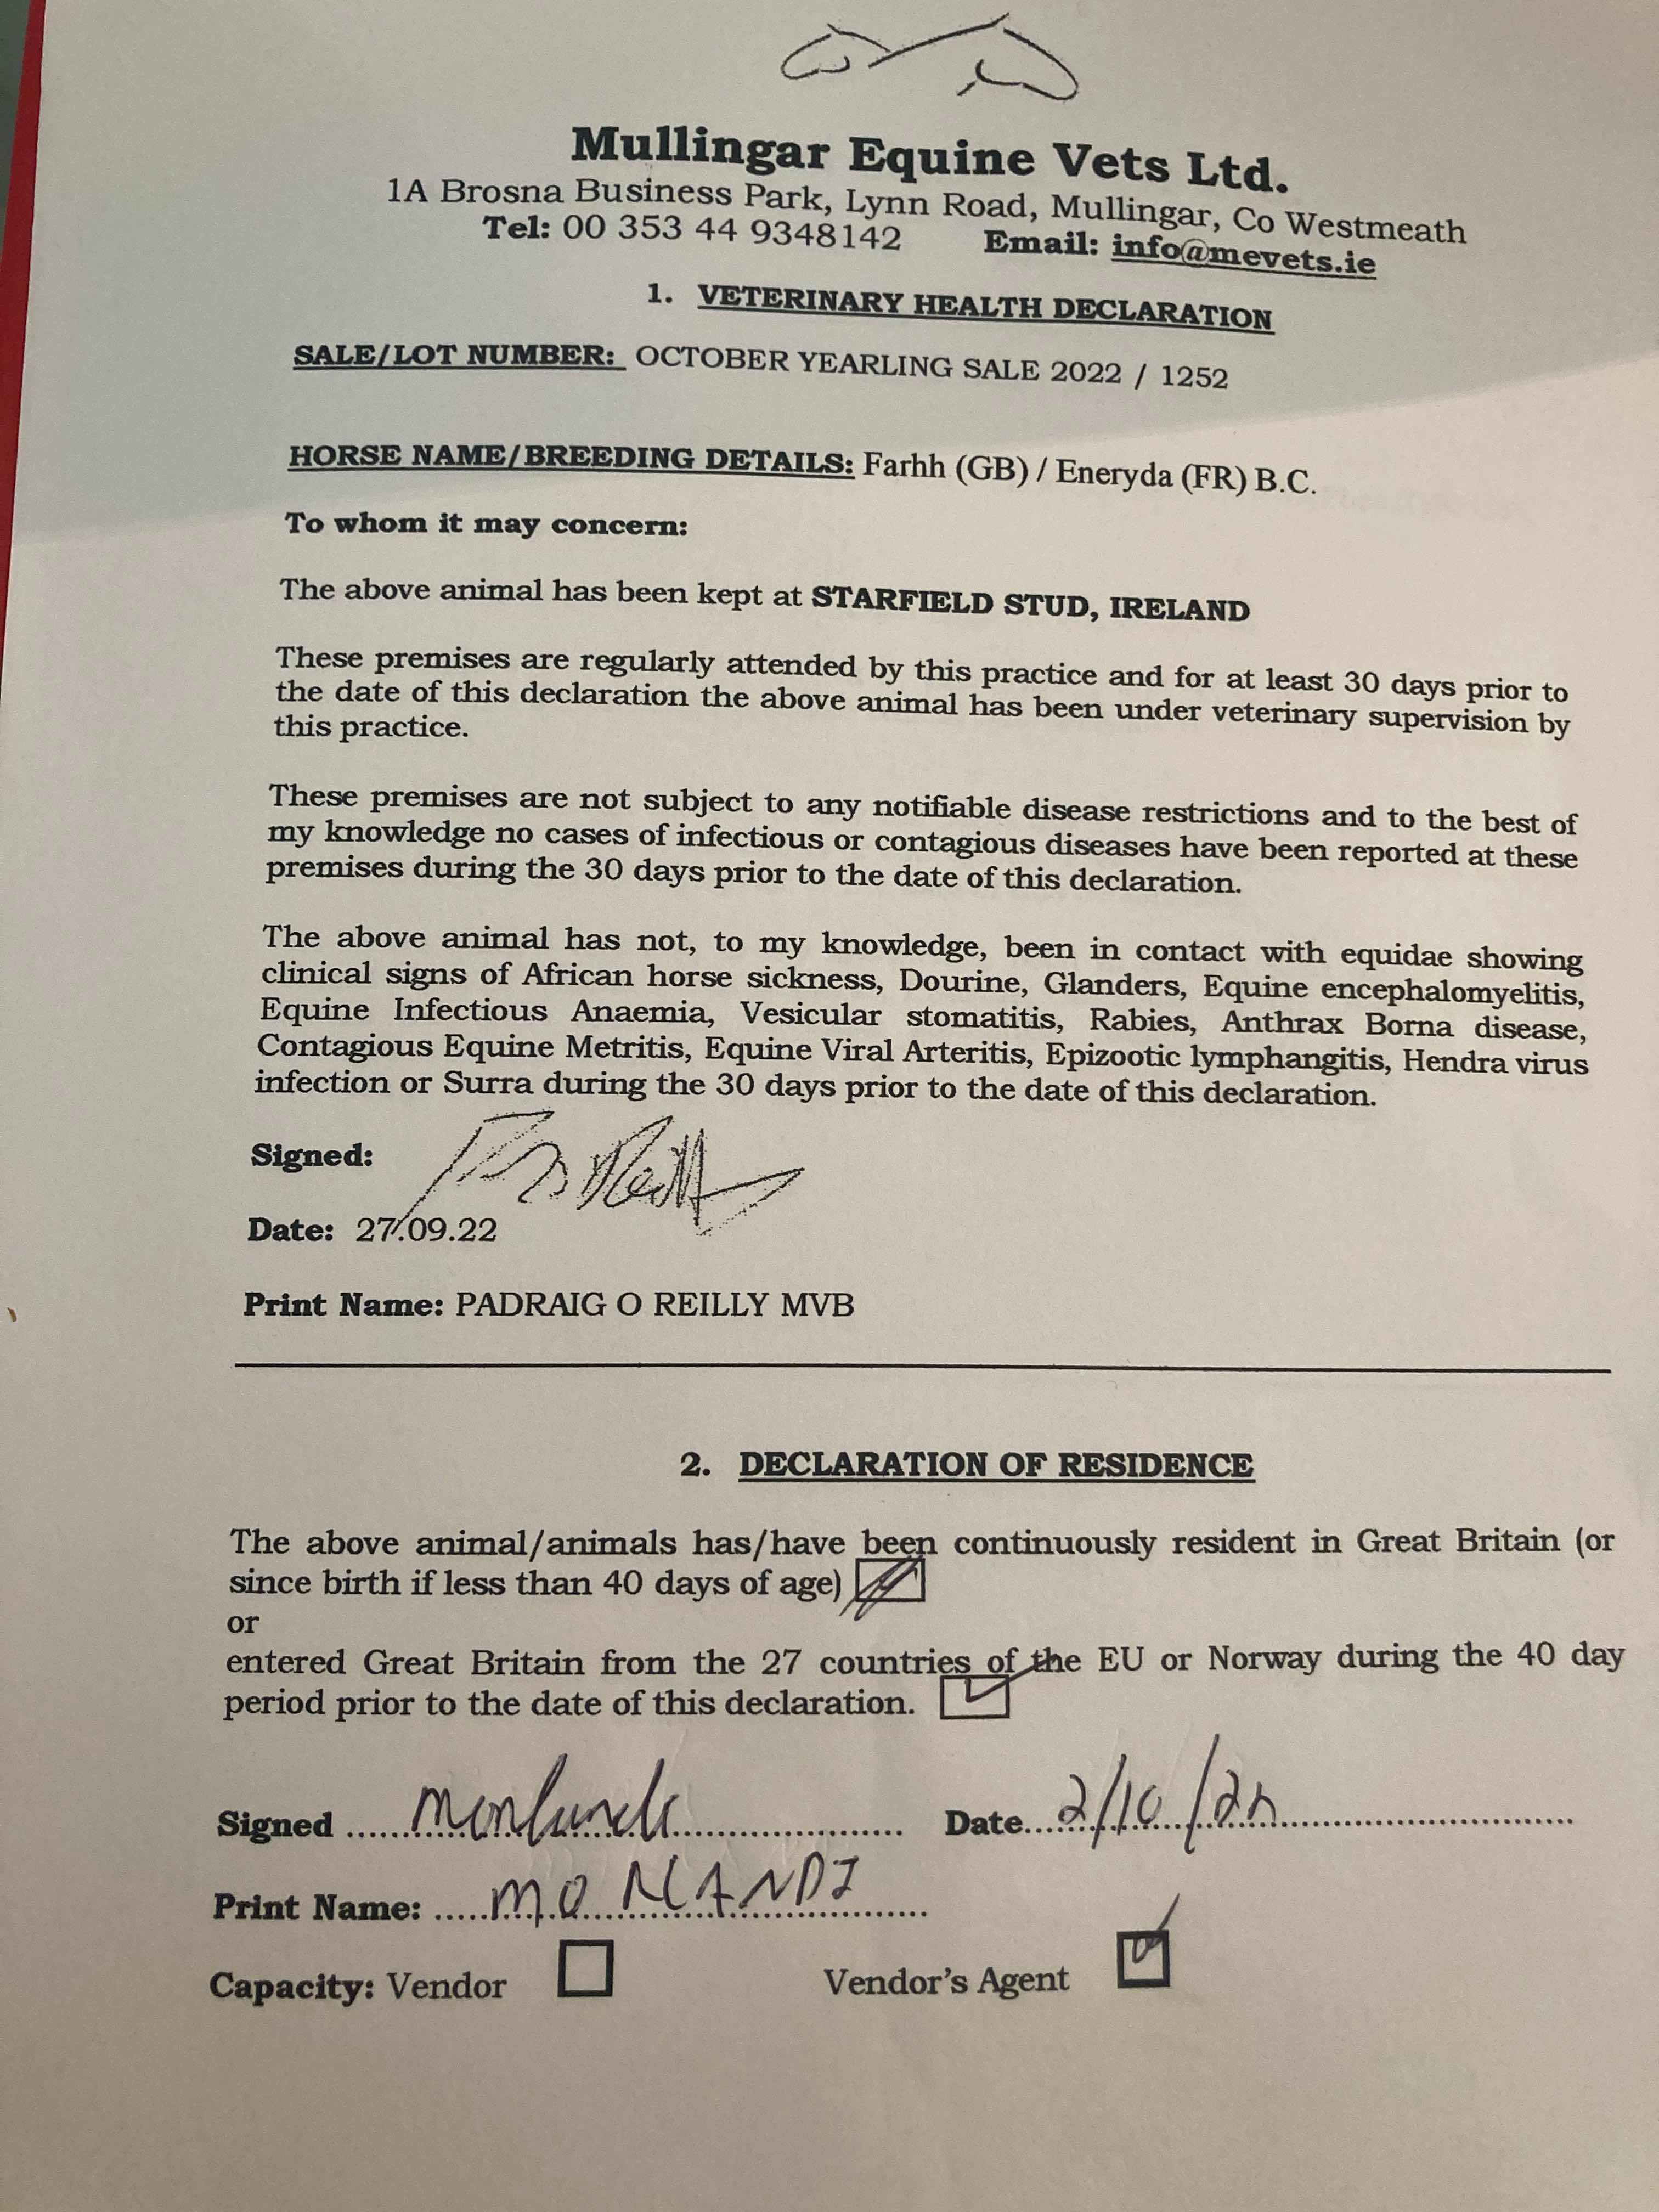 Mullingar Equine Vets Ltd.
1A Brosna Business Park, Lynn Road, Mullingar, Co Westmeath
Tel: 00 353 44 9348142 Email: info@mevets.ie
1. VETERINARY HEALTH DECLARATION
SALE/LOT NUMBER: OCTOBER YEARLING SALE 2022 / 1252
HORSE NAME/BREEDING DETAILS: Farhh (GB) / Eneryda (FR) B.C.
To whom it may concern:
The above animal has been kept at STARFIELD STUD, IRELAND
These premises are regularly attended by this practice and for at least 30 days prior to
the date of this declaration the above animal has been under veterinary supervision by
this practice.
These premises are not subject to any notifiable disease restrictions and to the best of
my knowledge no cases of infectious or contagious diseases have been reported at these
premises during the 30 days prior to the date of this declaration.
The above animal has not, to my knowledge, been in contact with equidae showing
clinical signs of African horse sickness, Dourine, Glanders, Equine encephalomyelitis,
Equine Infectious Anaemia, Vesicular stomatitis, Rabies, Anthrax Borna disease,
Contagious Equine Metritis, Equine Viral Arteritis, Epizootic lymphangitis, Hendra virus
infection or Surra during the 30 days prior to the date of this declaration.
Signed:
Date: 27.09.22
Print Name: PADRAIG O REILLY MVB
2. DECLARATION OF RESIDENCE
The above animal/animals has/have been continuously resident in Great Britain (or
since birth if less than 40 days of age)
or
entered Great Britain from the 27 countries of the EU or Norway during the 40 day
period prior to the date of this declaration.
Signed Date 2/10/22
Print Name:
Capacity: Vendor Vendor's Agent